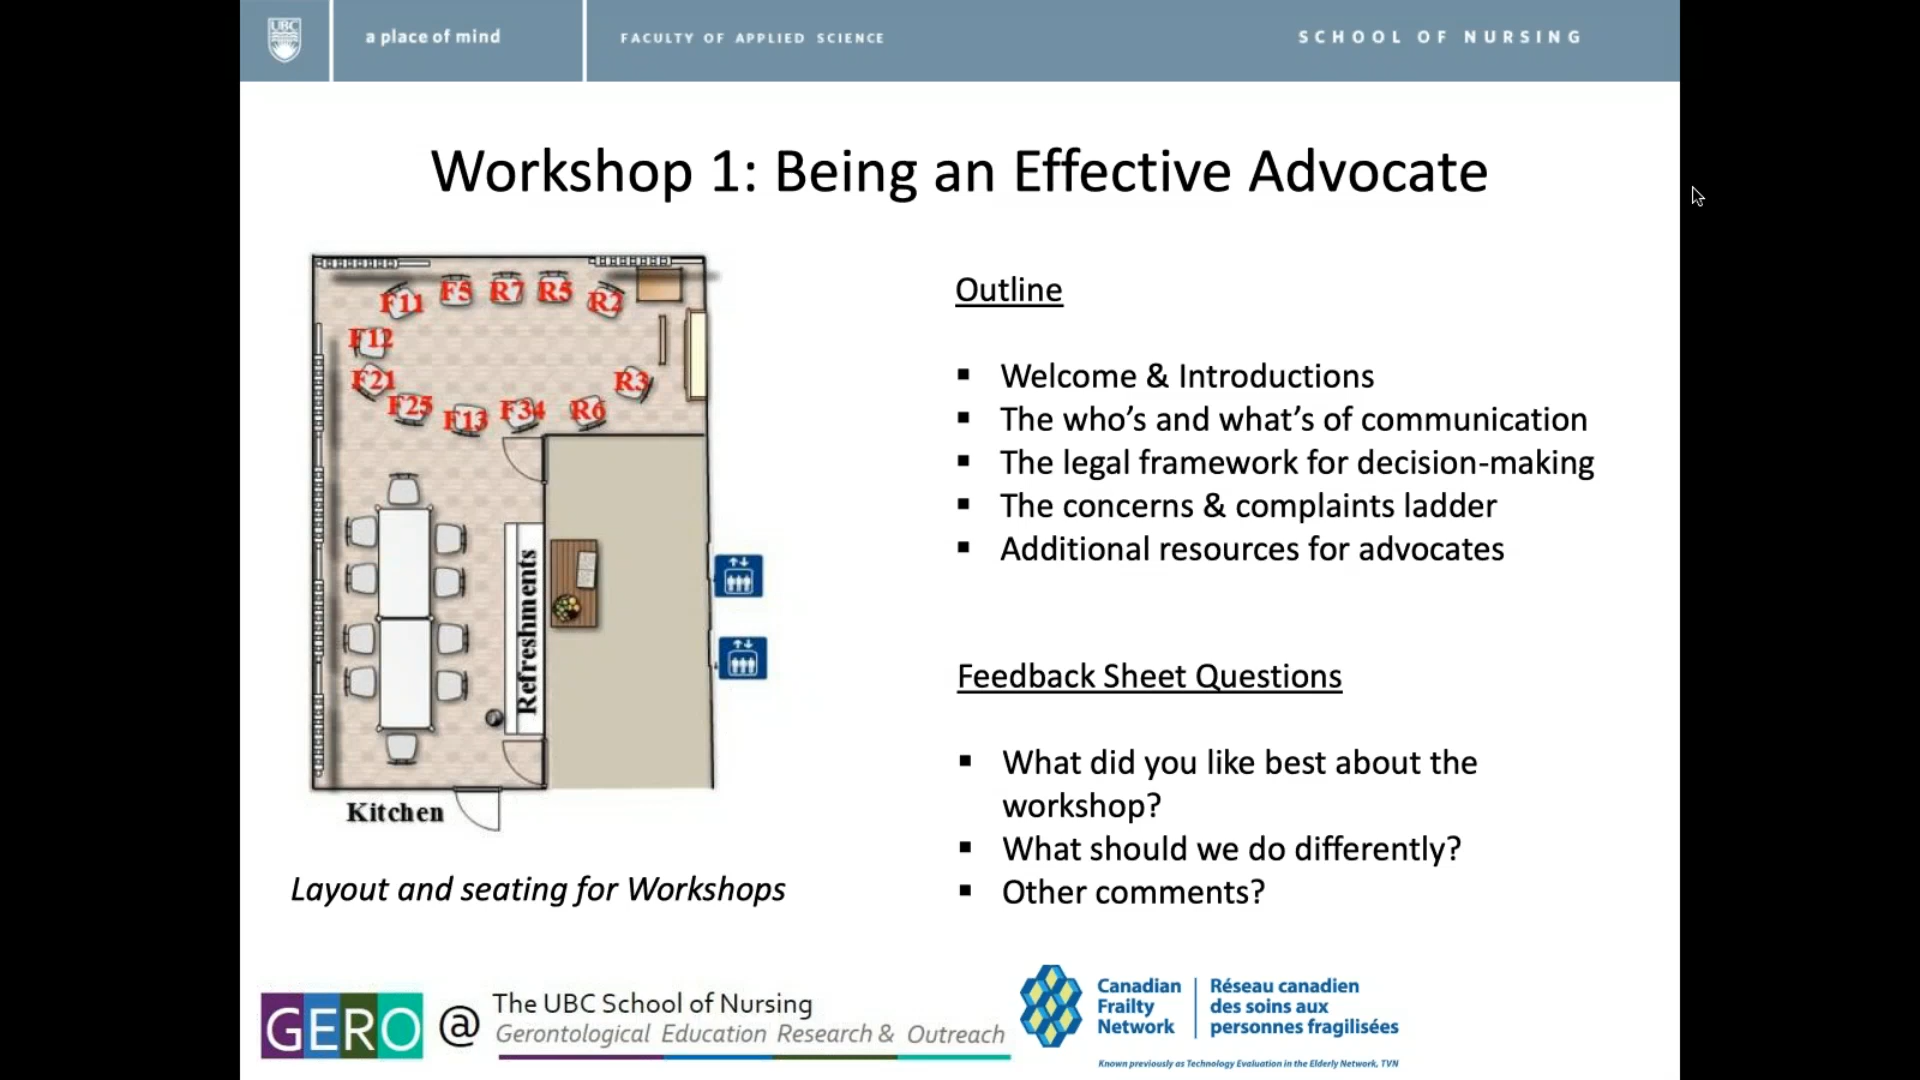 UBC
a place of mind
FACULTY OF APPLIED SCIENCE
SCHOOL OF NURSING
Workshop 1: Being an Effective Advocate
F11 F5 R7 R5 R2
F12
F21 R3
F25 F13 F34 R6
Refreshments
Kitchen
Layout and seating for Workshops
Outline
▪ Welcome & Introductions
▪ The who’s and what’s of communication
▪ The legal framework for decision-making
▪ The concerns & complaints ladder
▪ Additional resources for advocates
Feedback Sheet Questions
▪ What did you like best about the
workshop?
▪ What should we do differently?
▪ Other comments?
GERO @ The UBC School of Nursing
Gerontological Education Research & Outreach
Canadian
Frailty
Network
Réseau canadien
des soins aux
personnes fragilisées
Known previously as Technology Evaluation in the Elderly Network, TVN